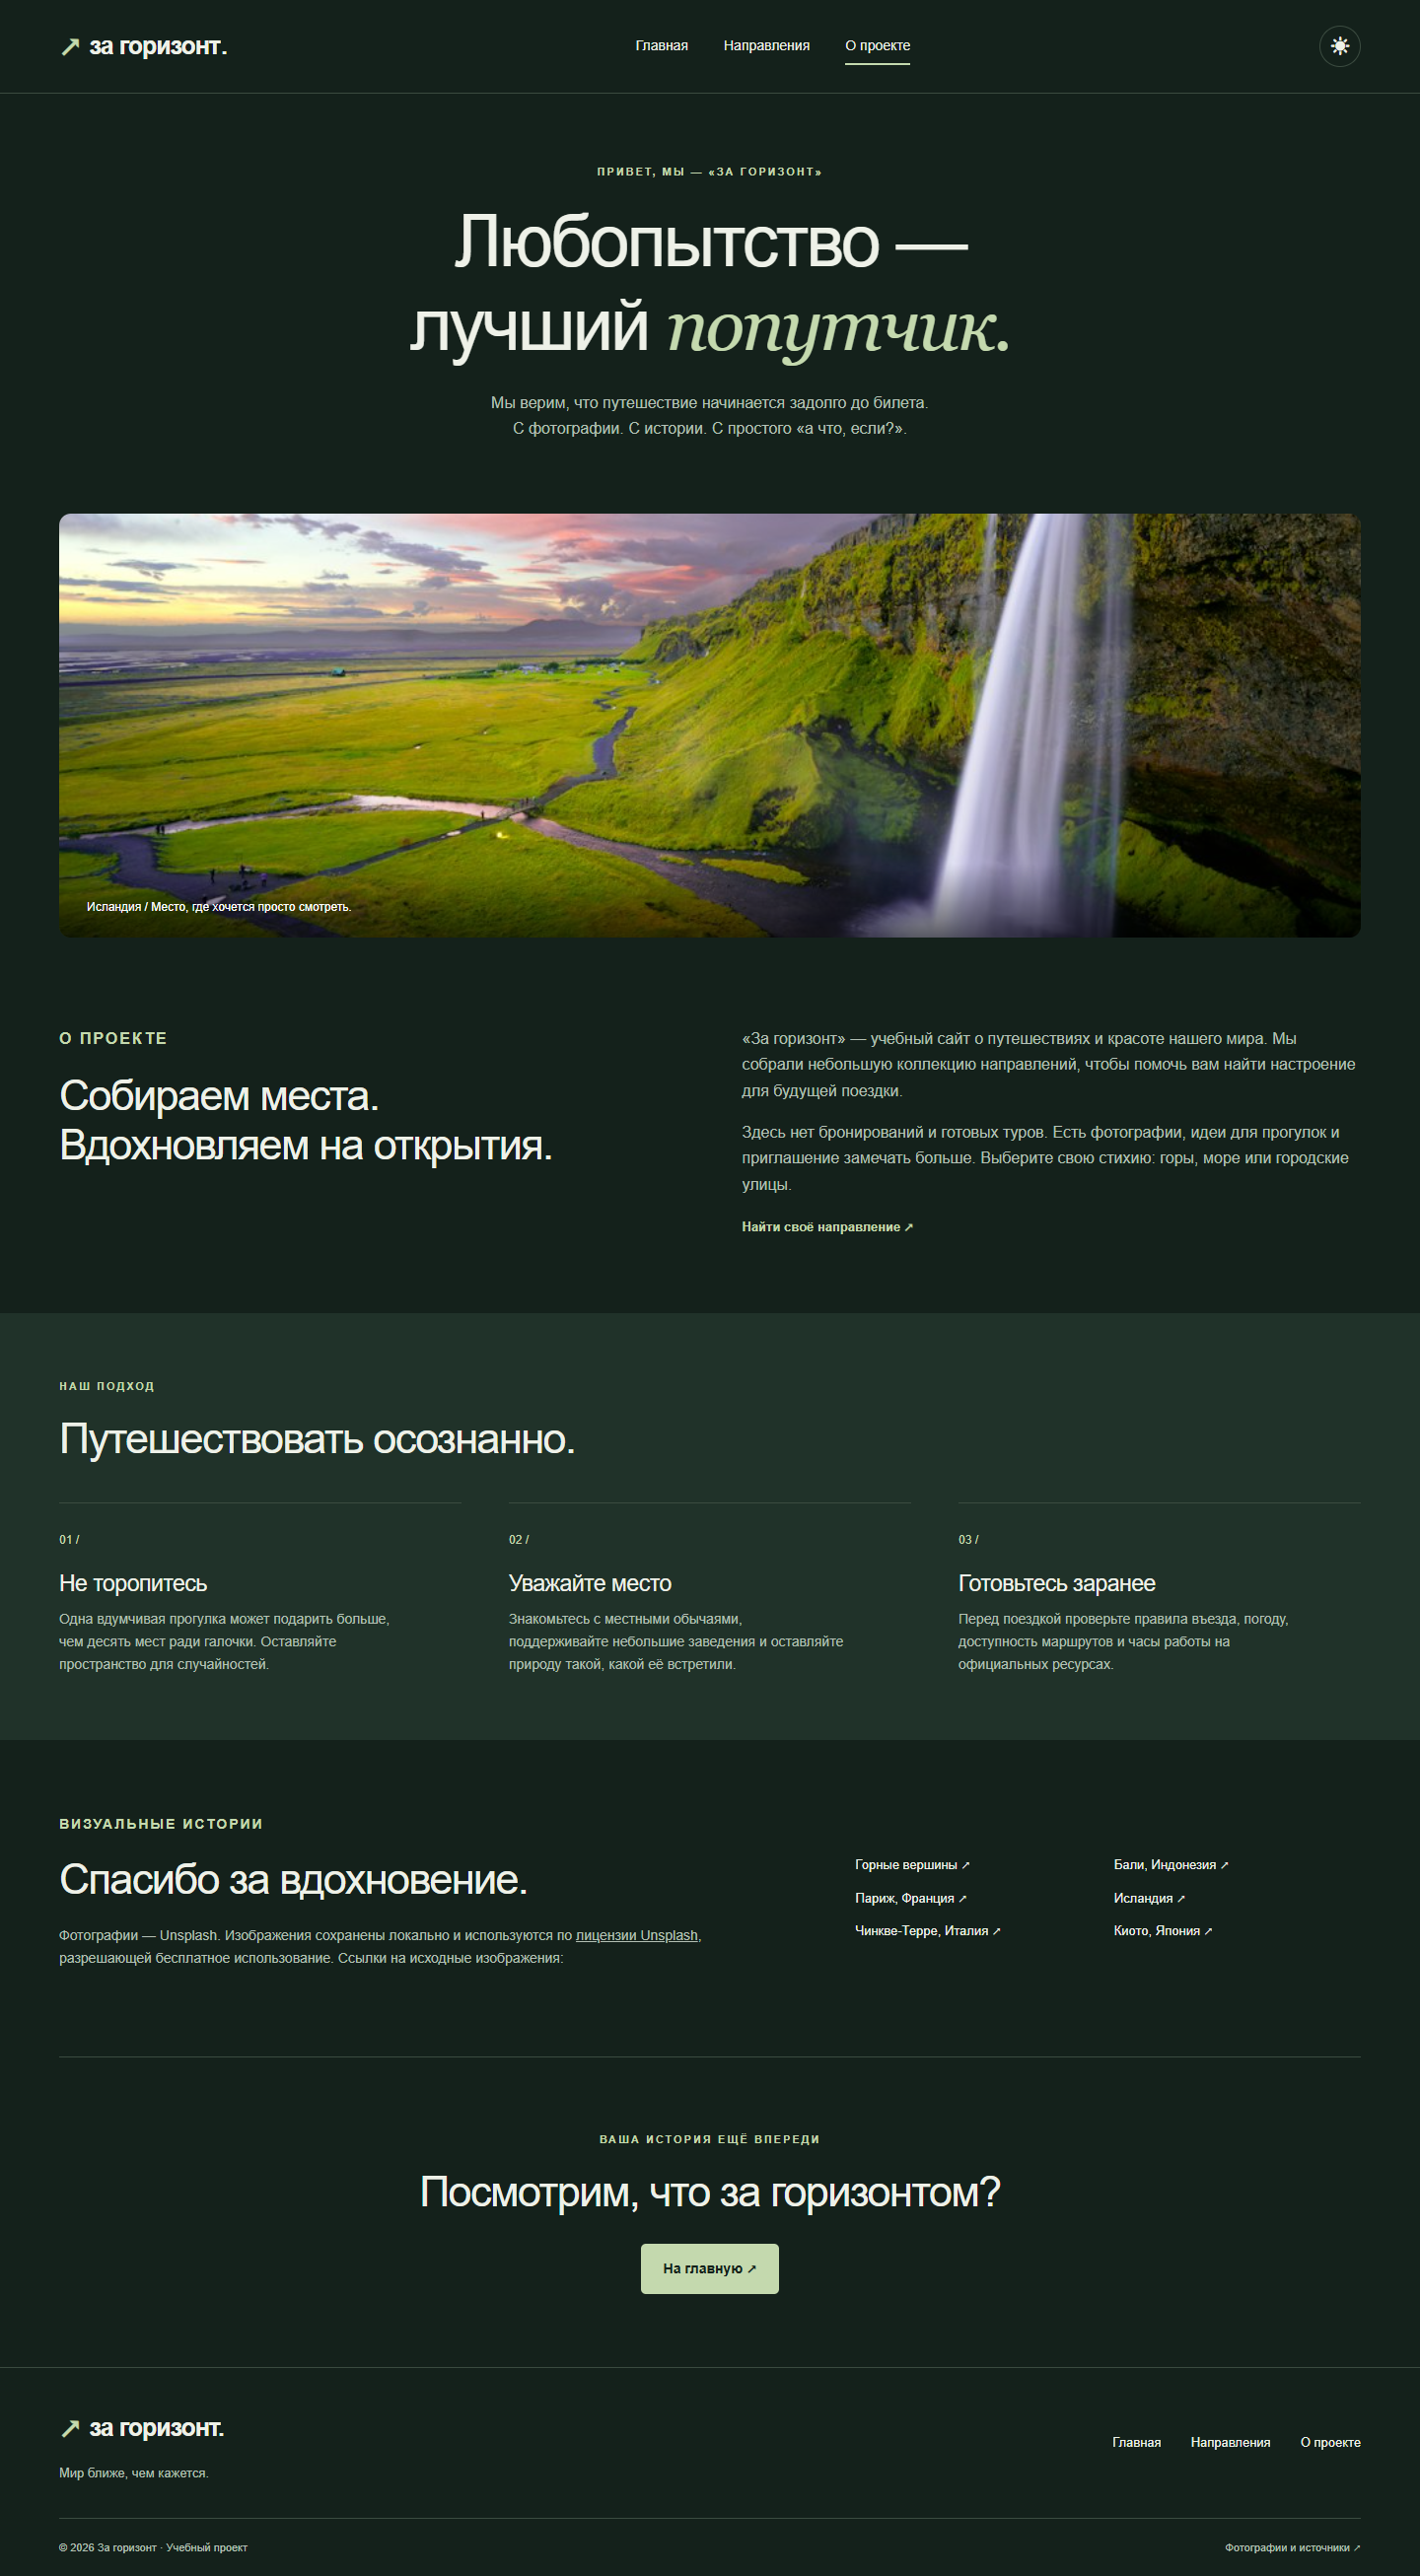 ↗ за горизонт.
Главная
Направления
О проекте
ПРИВЕТ, МЫ — «ЗА ГОРИЗОНТ»
Любопытство —
лучший попутчик.
Мы верим, что путешествие начинается задолго до билета.
С фотографии. С истории. С простого «а что, если?».
Исландия / Место, где хочется просто смотреть.
О ПРОЕКТЕ
Собираем места.
Вдохновляем на открытия.
«За горизонт» — учебный сайт о путешествиях и красоте нашего мира. Мы
собрали небольшую коллекцию направлений, чтобы помочь вам найти настроение
для будущей поездки.
Здесь нет бронирований и готовых туров. Есть фотографии, идеи для прогулок и
приглашение замечать больше. Выберите свою стихию: горы, море или городские
улицы.
Найти своё направление ↗
НАШ ПОДХОД
Путешествовать осознанно.
01 /
Не торопитесь
Одна вдумчивая прогулка может подарить больше,
чем десять мест ради галочки. Оставляйте
пространство для случайностей.
02 /
Уважайте место
Знакомьтесь с местными обычаями,
поддерживайте небольшие заведения и оставляйте
природу такой, какой её встретили.
03 /
Готовьтесь заранее
Перед поездкой проверьте правила въезда, погоду,
доступность маршрутов и часы работы на
официальных ресурсах.
ВИЗУАЛЬНЫЕ ИСТОРИИ
Спасибо за вдохновение.
Фотографии — Unsplash. Изображения сохранены локально и используются по лицензии Unsplash,
разрешающей бесплатное использование. Ссылки на исходные изображения:
Горные вершины ↗
Бали, Индонезия ↗
Париж, Франция ↗
Исландия ↗
Чинкве-Терре, Италия ↗
Киото, Япония ↗
ВАША ИСТОРИЯ ЕЩЁ ВПЕРЕДИ
Посмотрим, что за горизонтом?
На главную ↗
↗ за горизонт.
Мир ближе, чем кажется.
Главная
Направления
О проекте
© 2026 За горизонт · Учебный проект
Фотографии и источники ↗